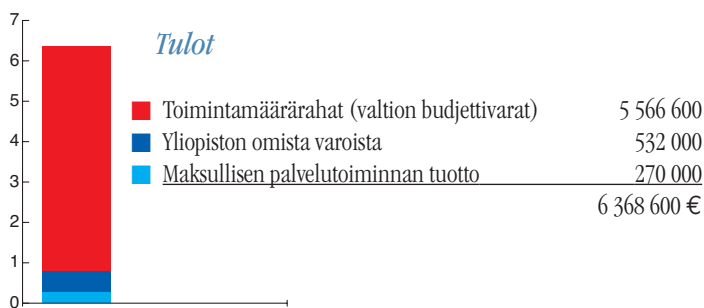 Tulot
7
6
5
4
3
2
1
0
Toimintamäärärahat (valtion budjettivarat) 5 566 600
Yliopiston omista varoista 532 000
Maksullisen palvelutoiminnan tuotto 270 000
6 368 600 €